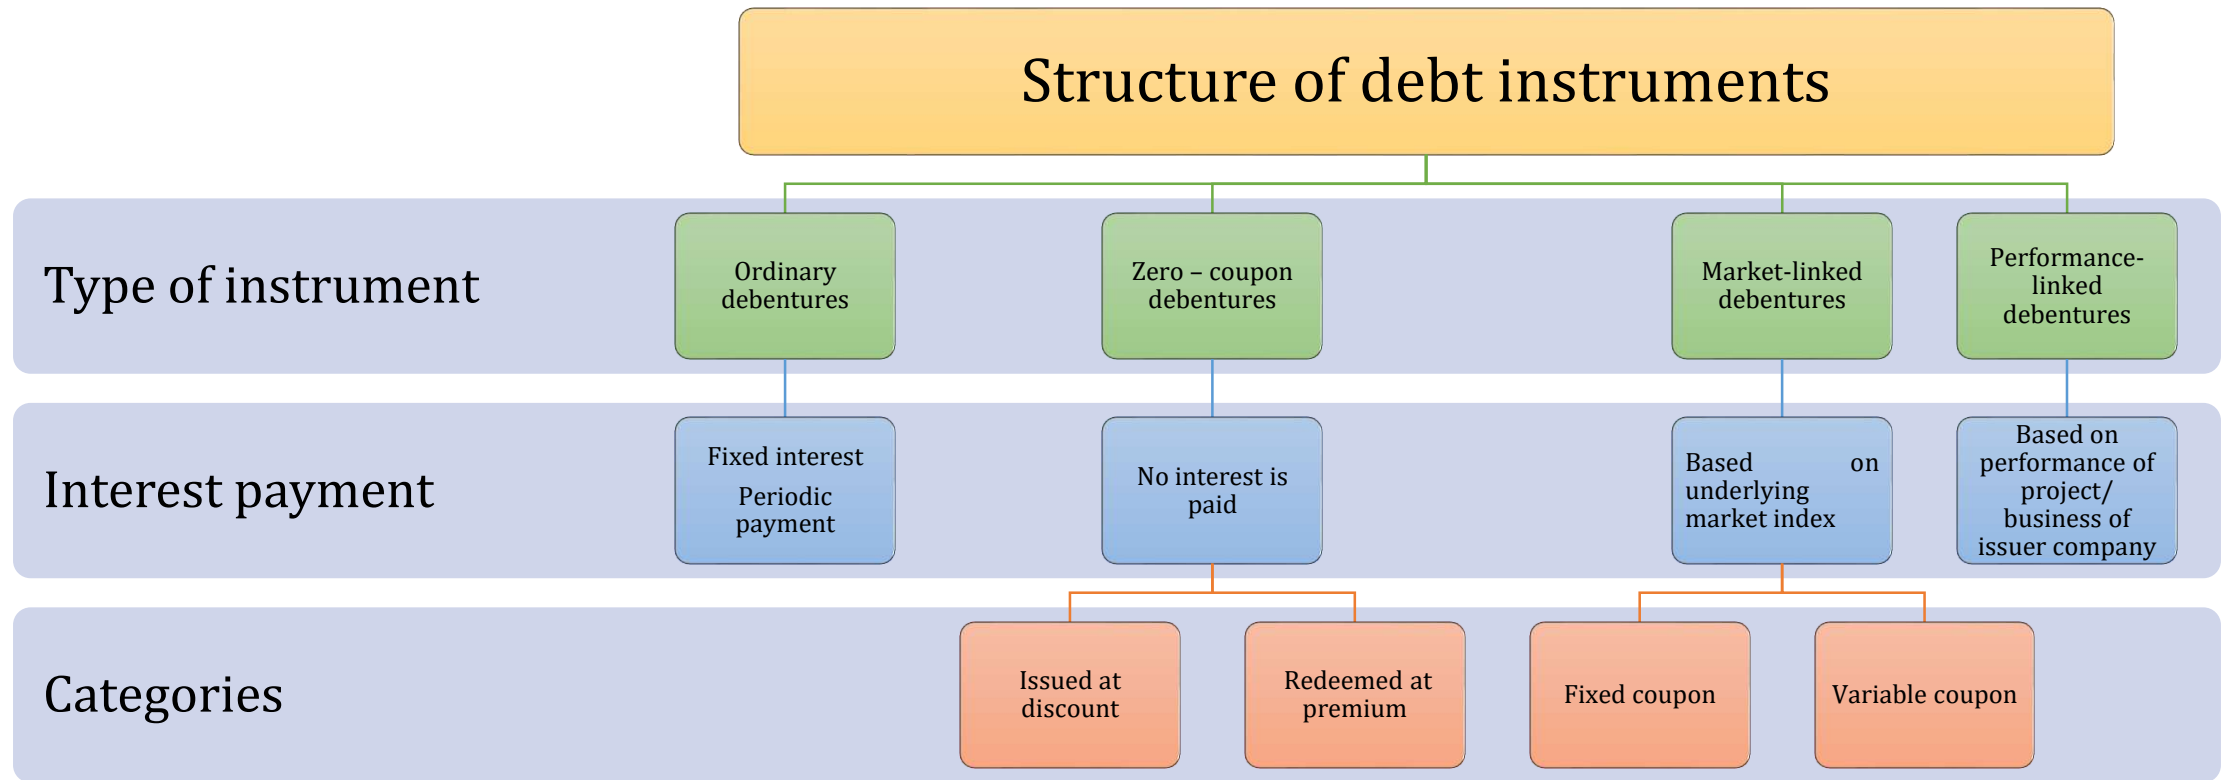 Structure of debt instruments
Type of instrument
Ordinary
debentures
Zero – coupon
debentures
Market-linked
debentures
Performance-
linked
debentures
Interest payment
Fixed interest
Periodic
payment
No interest is
paid
Based on
underlying
market index
Based on
performance of
project/
business of
issuer company
Categories
Issued at
discount
Redeemed at
premium
Fixed coupon
Variable coupon